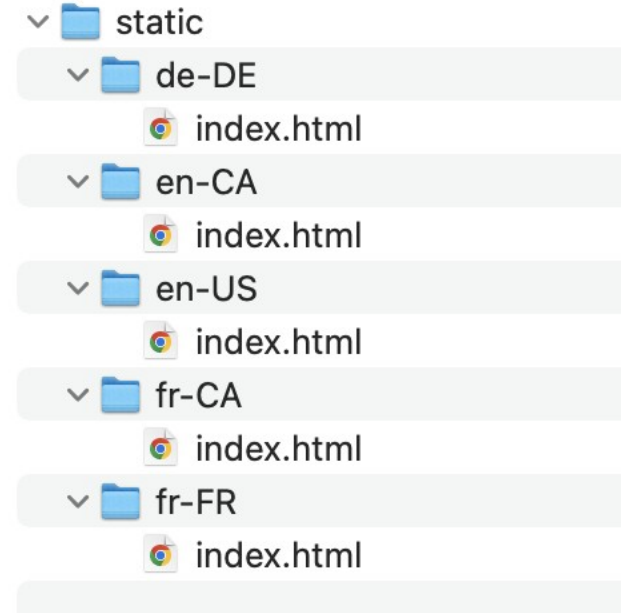 static
de-DE
index.html
en-CA
index.html
en-US
index.html
fr-CA
index.html
fr-FR
index.html